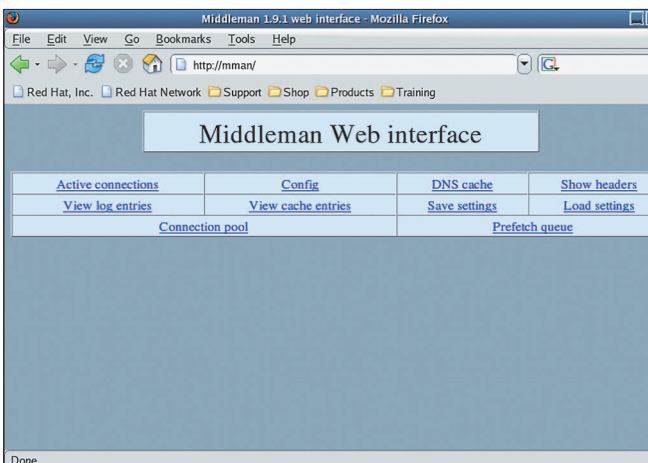 Middleman 1.9.1 web interface - Mozilla Firefox
File Edit View Go Bookmarks Tools Help
http://mman/ G
Red Hat, Inc. Red Hat Network Support Shop Products Training
Middleman Web interface
Active connections Config DNS cache Show headers
View log entries View cache entries Save settings Load settings
Connection pool Prefetch queue
Done